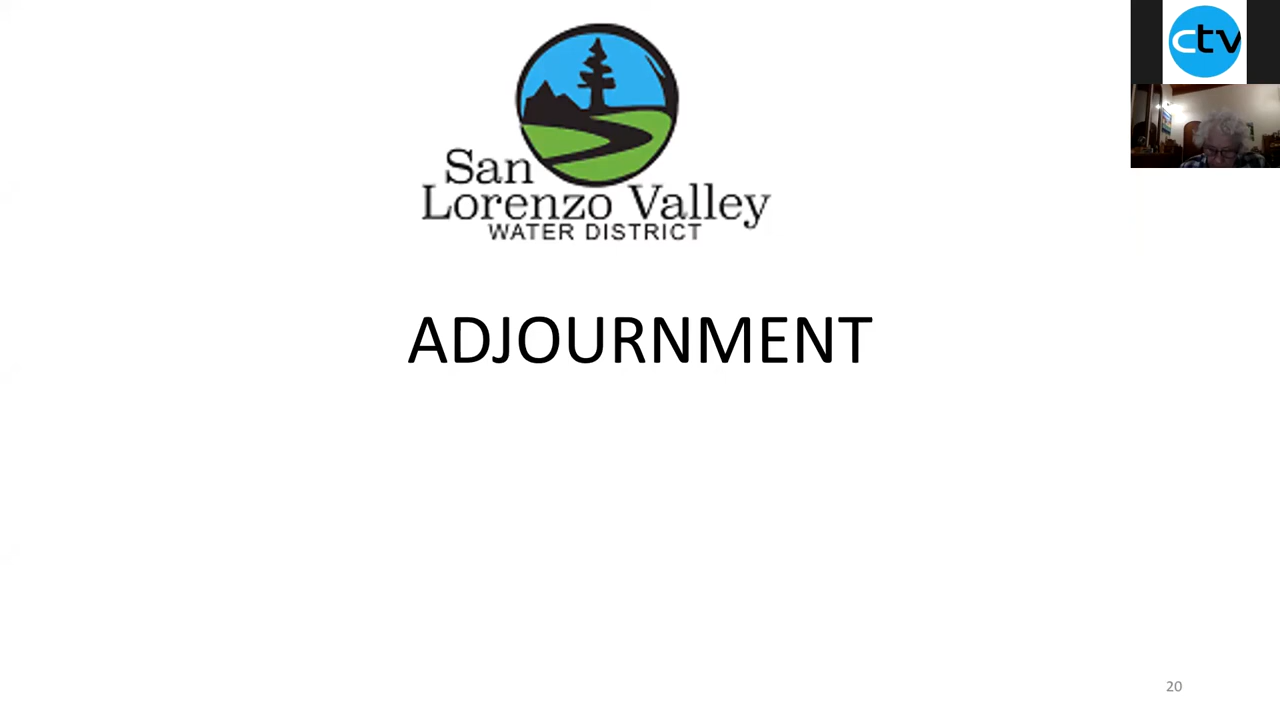 ctv
San
Lorenzo Valley
WATER DISTRICT
ADJOURNMENT
20